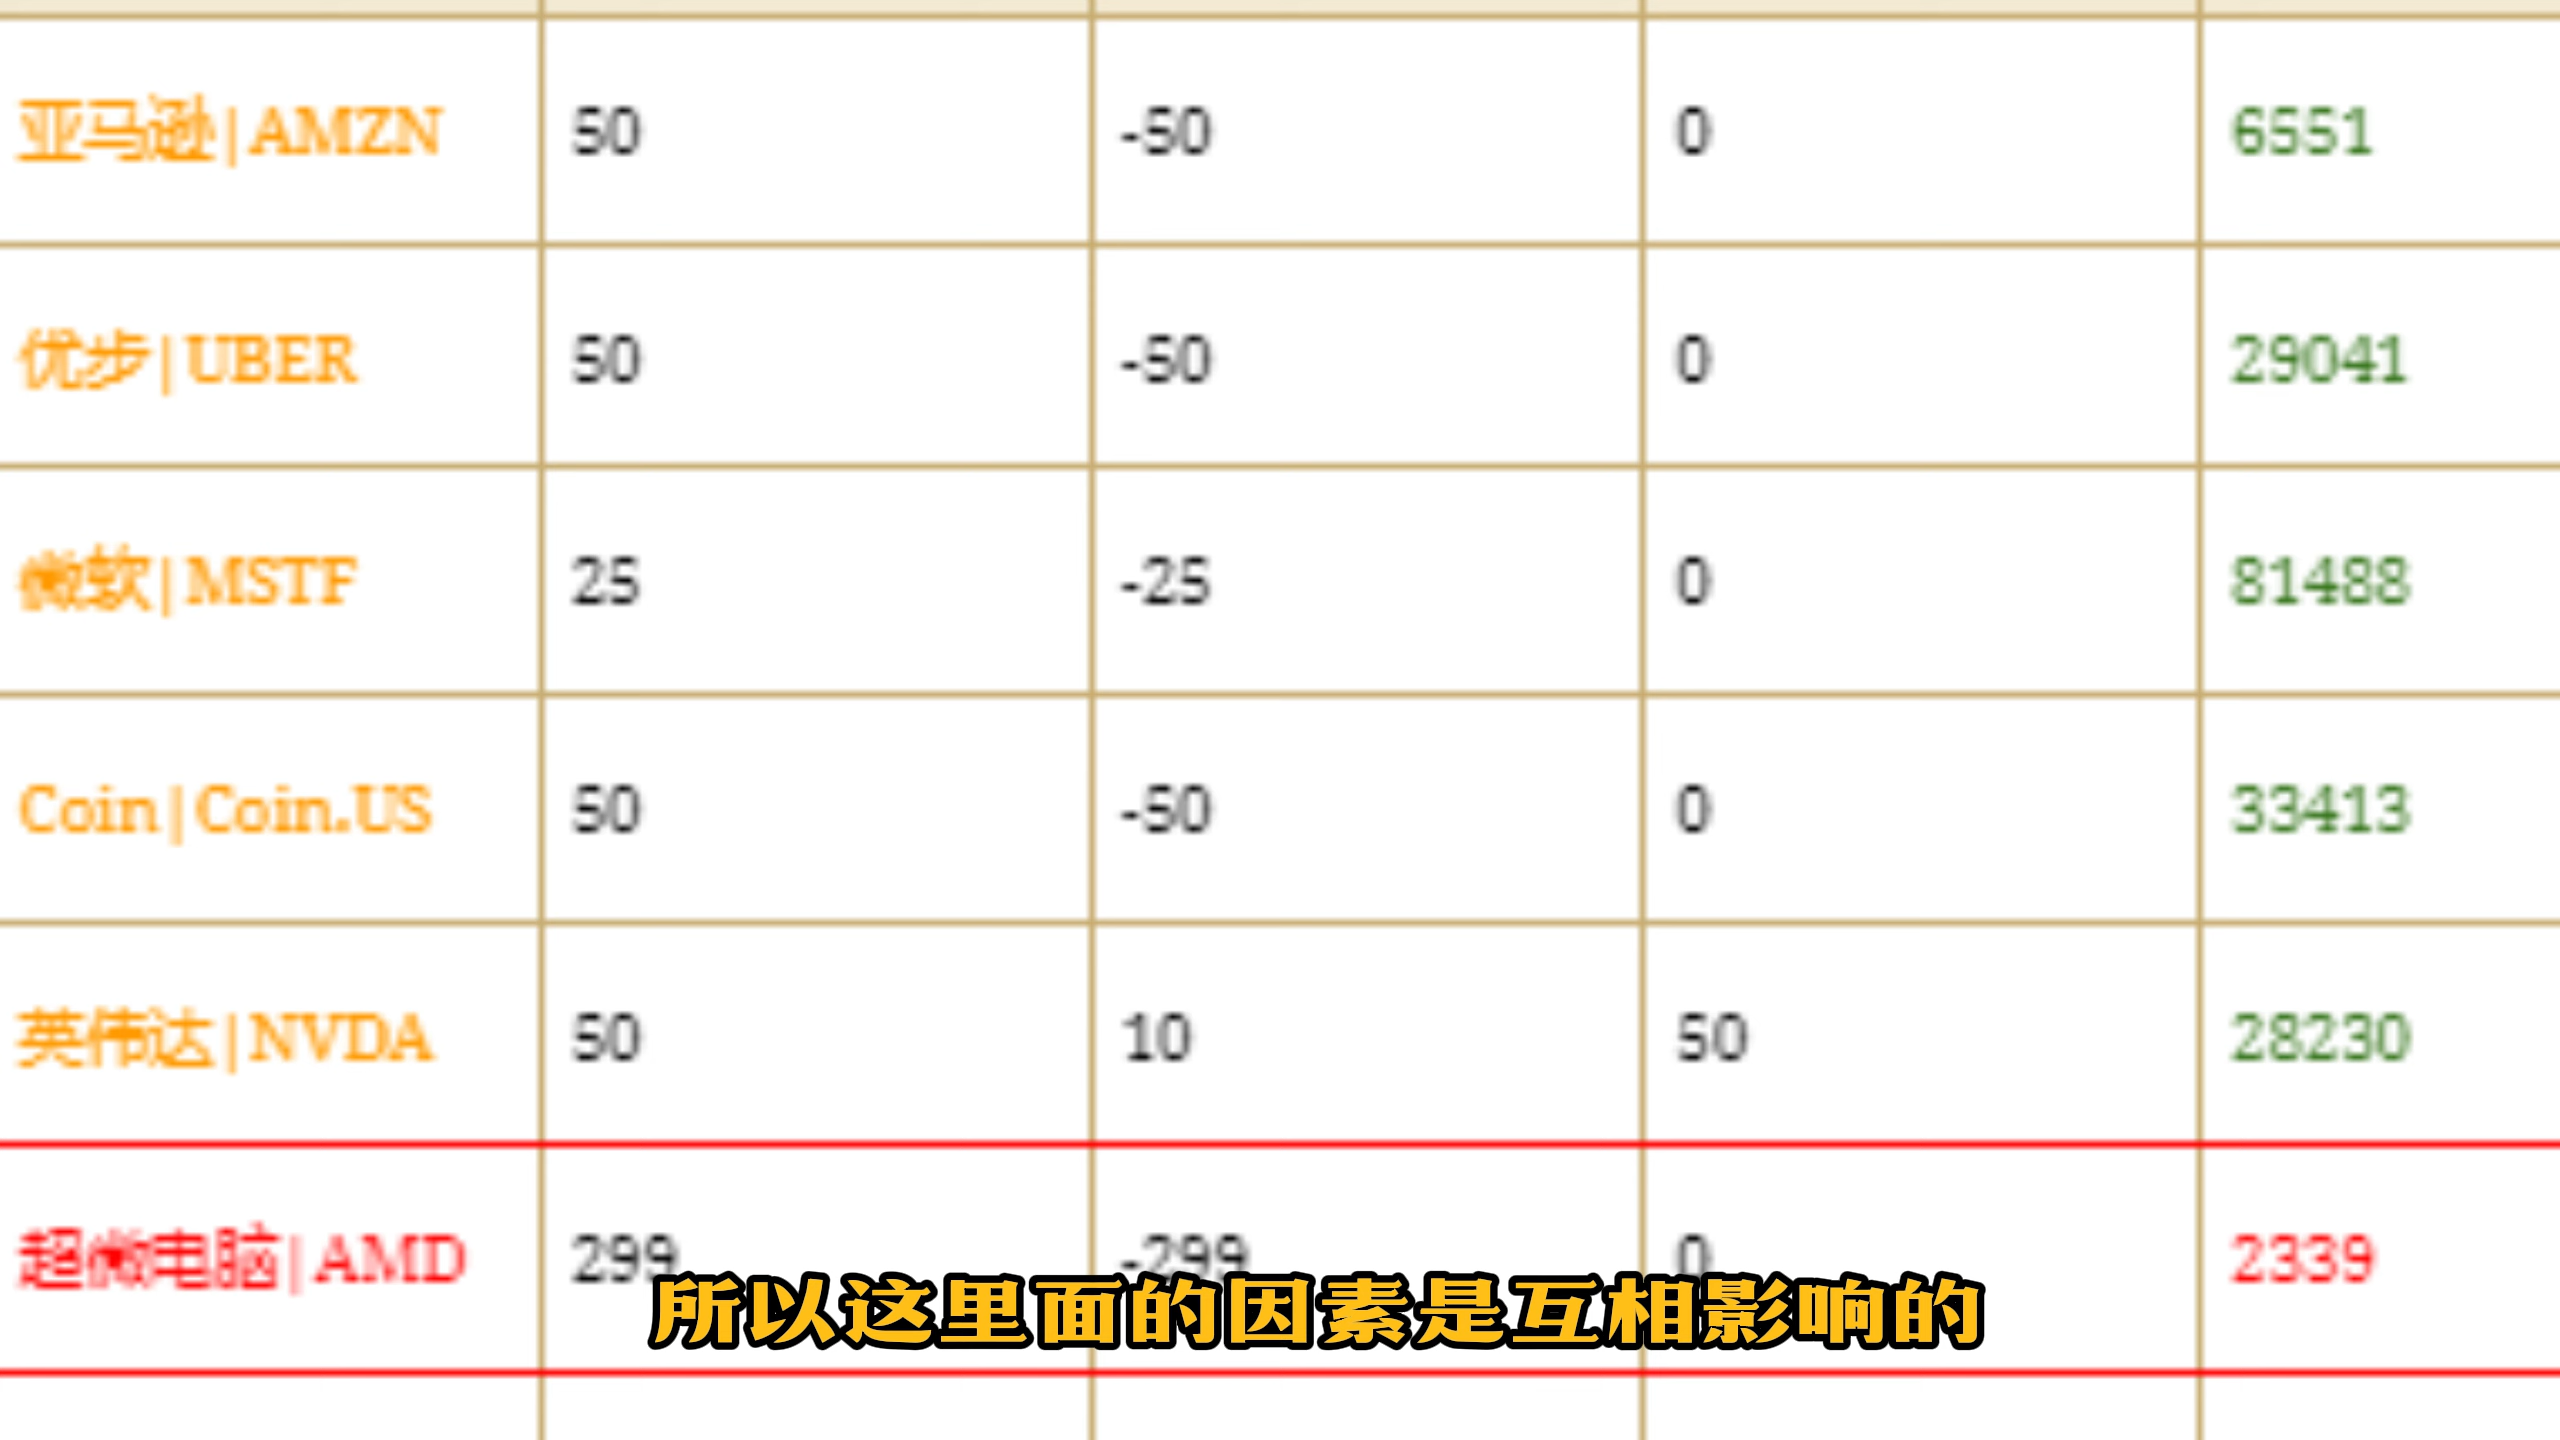 亚马逊|AMZN 50 -50 0 6551
优步|UBER 50 -50 0 29041
微软|MSTF 25 -25 0 81488
Coin|Coin.US 50 -50 0 33413
英伟达|NVDA 50 10 50 28230
超微电脑|AMD 299 -299 0 2339
所以这里面的因素是互相影响的